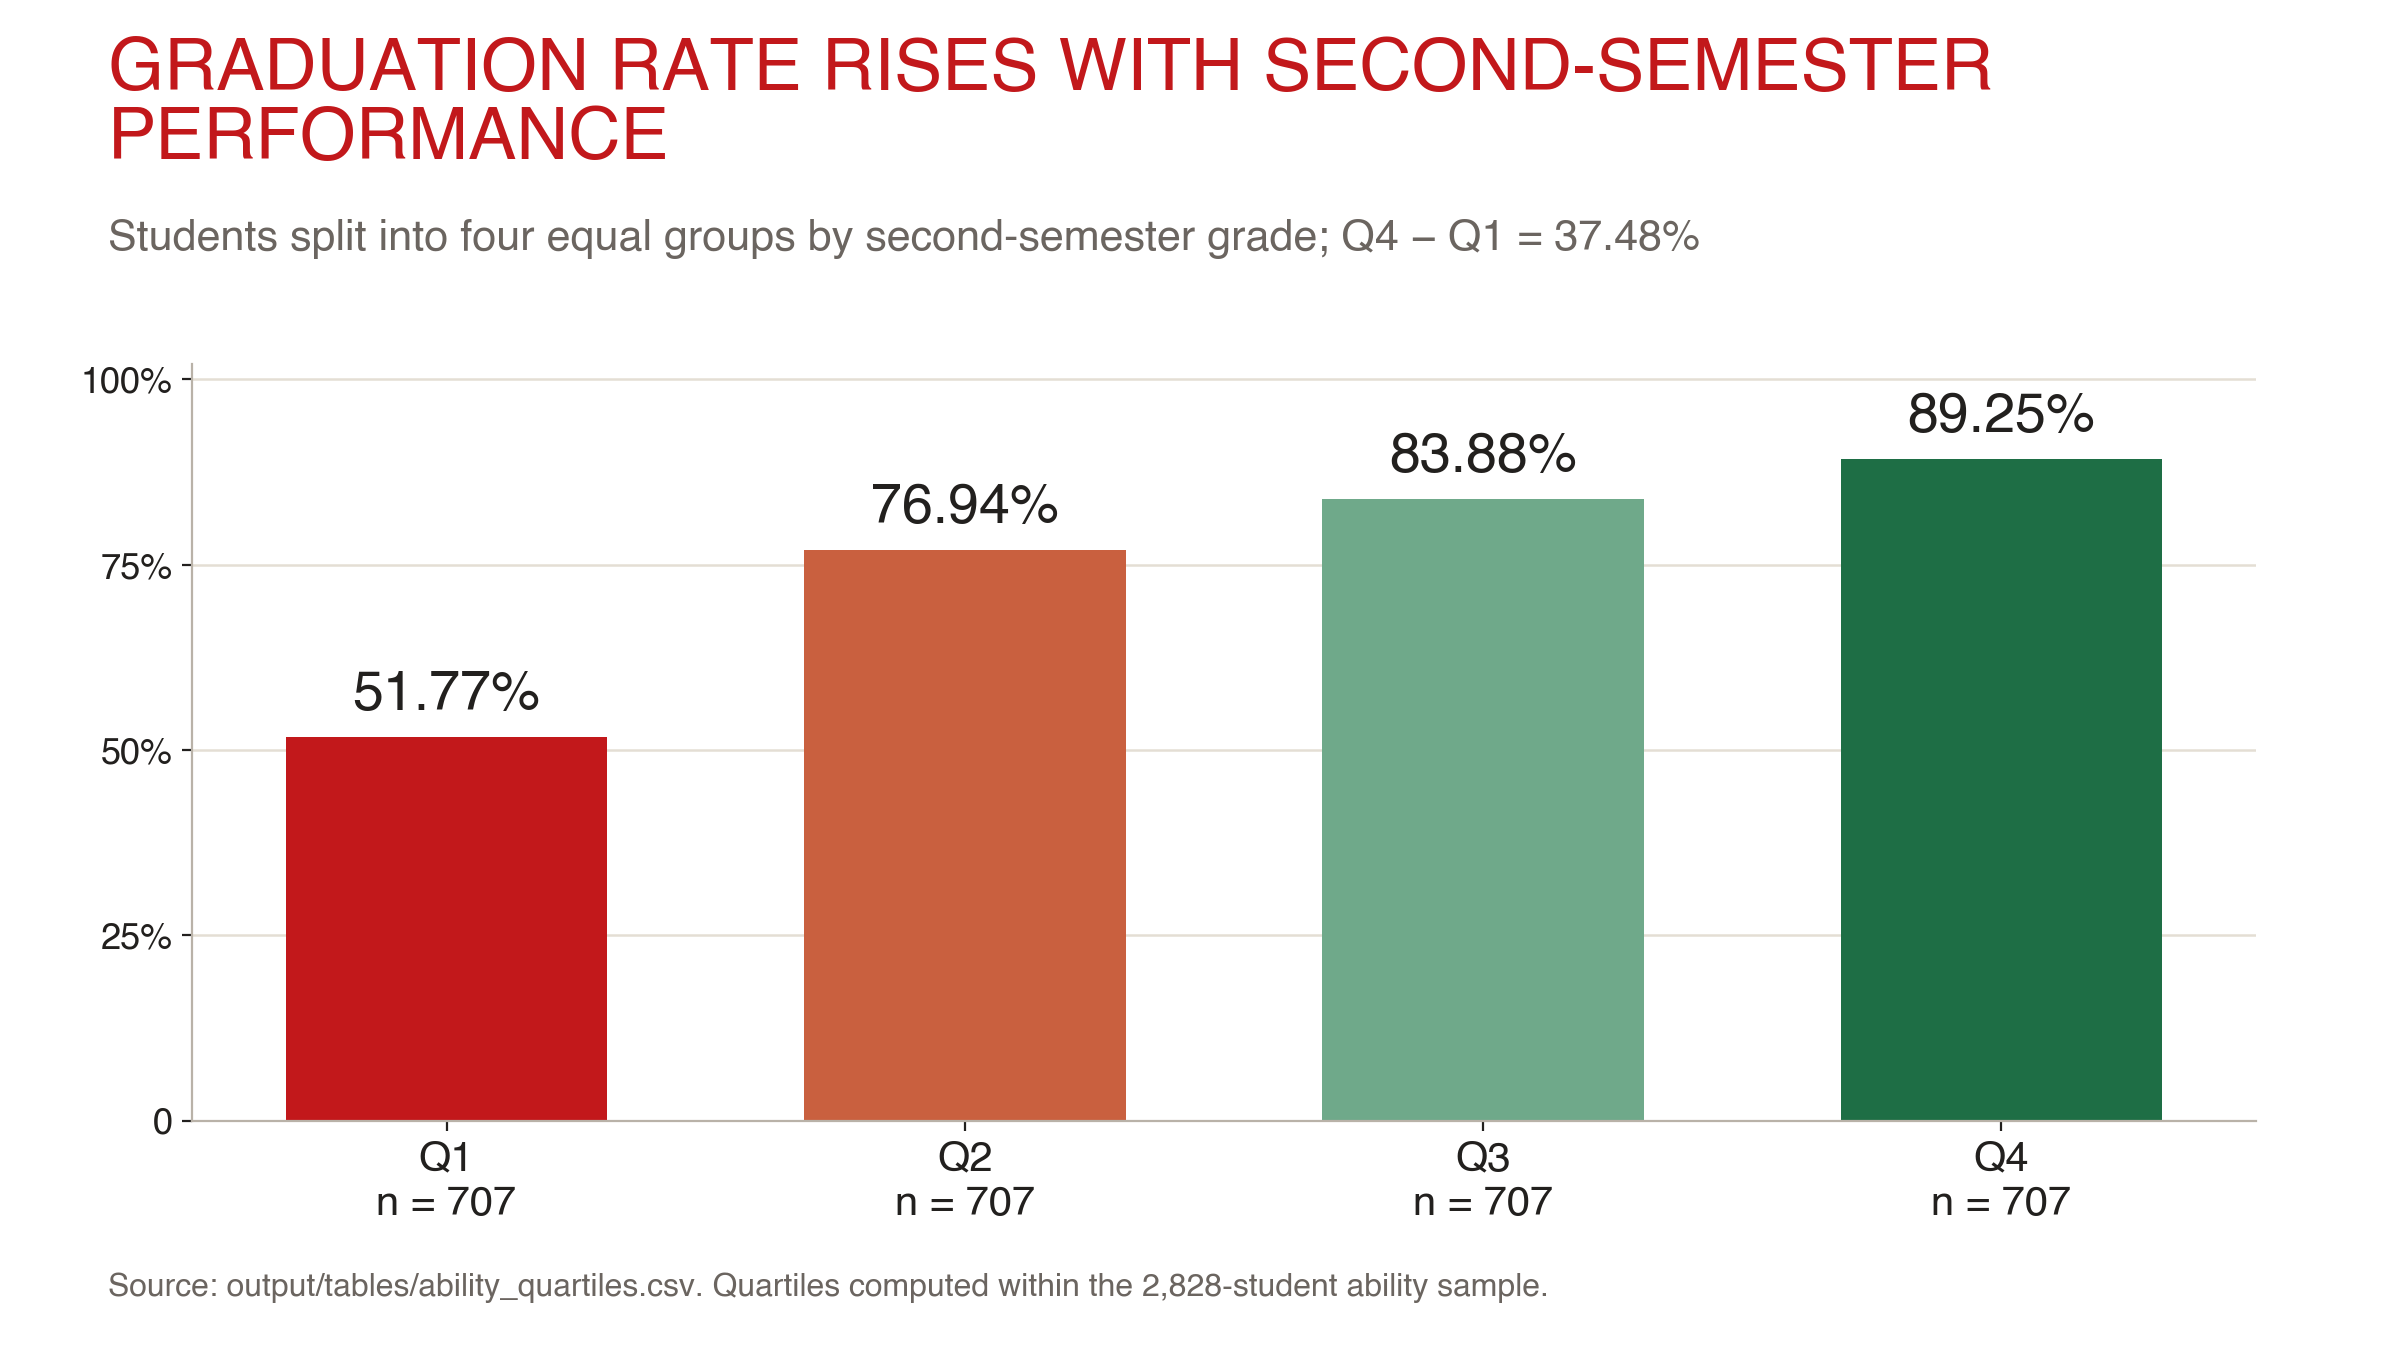 GRADUATION RATE RISES WITH SECOND-SEMESTER
PERFORMANCE
Students split into four equal groups by second-semester grade; Q4 − Q1 = 37.48%
100%
75%
50%
25%
0
51.77%
76.94%
83.88%
89.25%
Q1
n = 707
Q2
n = 707
Q3
n = 707
Q4
n = 707
Source: output/tables/ability_quartiles.csv. Quartiles computed within the 2,828-student ability sample.